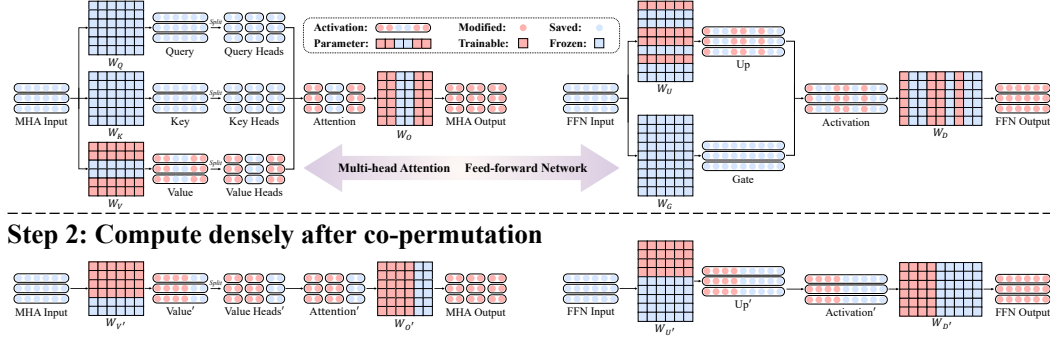 Split
Query
Query Heads
W_Q
MHA Input
Split
Key
Key Heads
W_K
Split
Value
Value Heads
W_V
Activation:
Modified:
Saved:
Parameter:
Trainable:
Frozen:
Attention
W_O
MHA Output
Multi-head Attention
Feed-forward Network
FFN Input
W_U
Up
W_G
Gate
Activation
W_D
FFN Output
Step 2: Compute densely after co-permutation
MHA Input
W_V'
Split
Value'
Value Heads'
Attention'
W_O'
MHA Output
FFN Input
W_U'
Up'
Activation'
W_D'
FFN Output